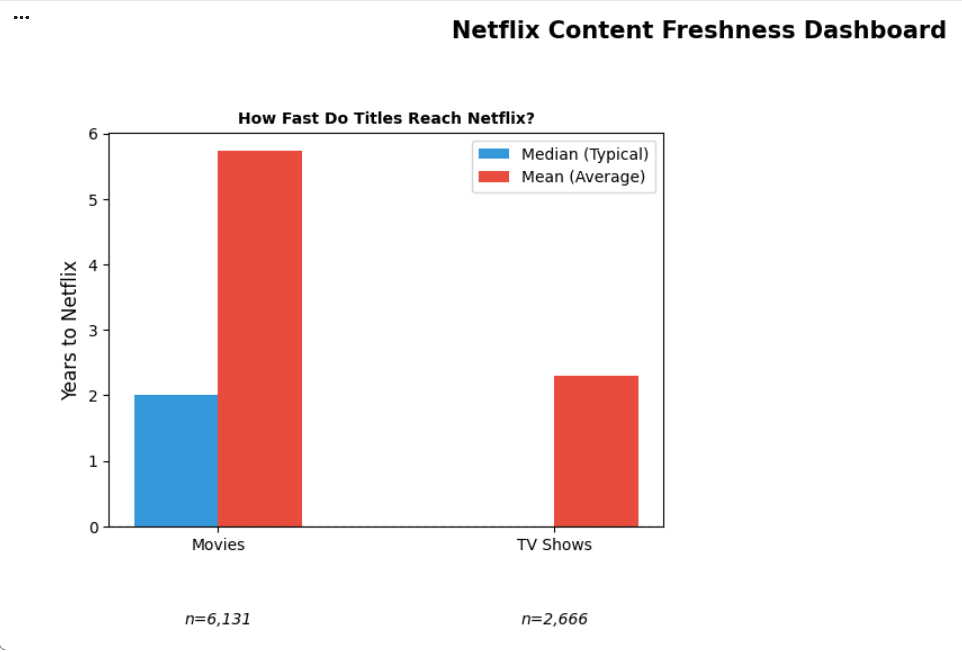 ...
Netflix Content Freshness Dashboard
How Fast Do Titles Reach Netflix?
Median (Typical)
Mean (Average)
Years to Netflix
6
5
4
3
2
1
0
Movies
TV Shows
n=6,131
n=2,666